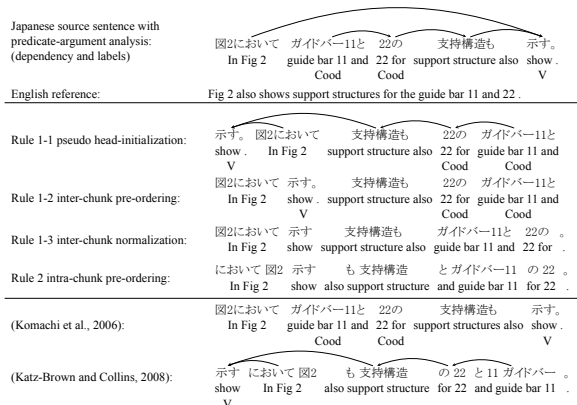 Japanese source sentence with
predicate-argument analysis:
(dependency and labels)
図2において ガイドバー11と 22の 支持構造も 示す。
In Fig 2 guide bar 11 and 22 for support structure also show .
Cood Cood V
English reference: Fig 2 also shows support structures for the guide bar 11 and 22 .
Rule 1-1 pseudo head-initialization: 示す。 図2において 支持構造も 22の ガイドバー11と
show . In Fig 2 support structure also 22 for guide bar 11 and
V Cood Cood
Rule 1-2 inter-chunk pre-ordering: 図2において 示す。 支持構造も 22の ガイドバー11と
In Fig 2 show . support structure also 22 for guide bar 11 and
V Cood Cood
Rule 1-3 inter-chunk normalization: 図2において 示す 支持構造も ガイドバー11と 22の 。
In Fig 2 show support structure also guide bar 11 and 22 for .
Rule 2 intra-chunk pre-ordering: において 図2 示す も 支持構造 と ガイドバー11 の 22 。
In Fig 2 show also support structure and guide bar 11 for 22 .
(Komachi et al., 2006): 図2において ガイドバー11と 22の 支持構造も 示す。
In Fig 2 guide bar 11 and 22 for support structures also show .
Cood Cood V
(Katz-Brown and Collins, 2008): 示す において 図2 も 支持構造 の 22 と 11 ガイドバー 。
show In Fig 2 also support structure for 22 and guide bar 11 .
V